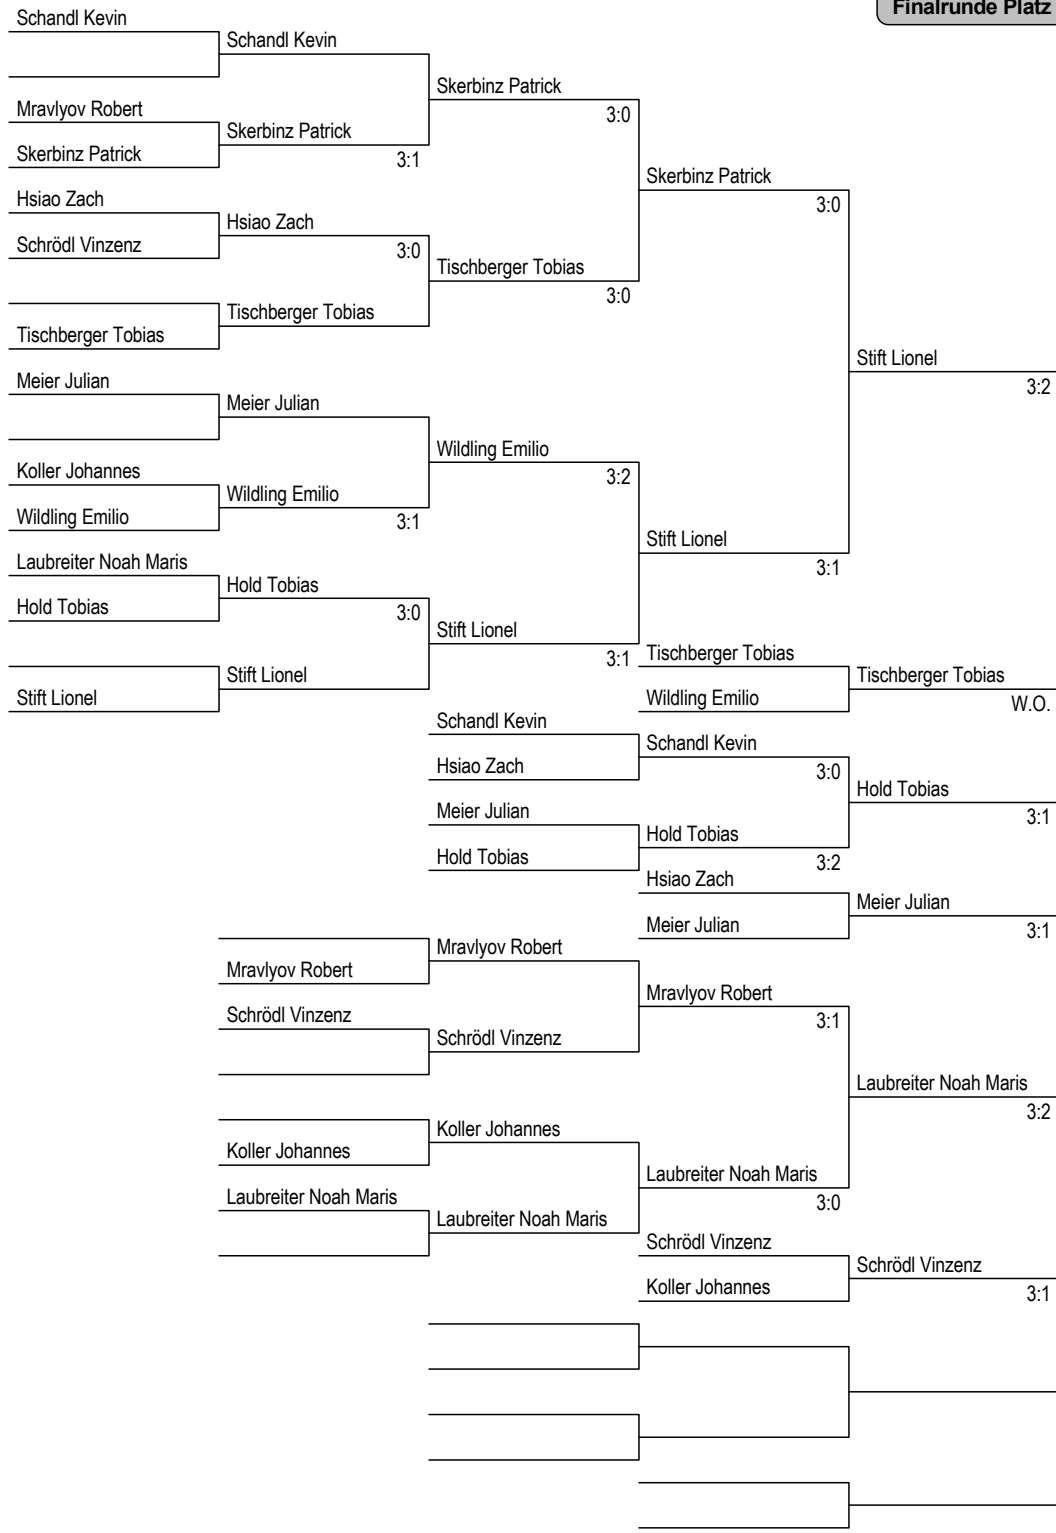 Finalrunde Platz
Schandl Kevin
Schandl Kevin
Skerbinz Patrick
3:0
Mravlyov Robert
Skerbinz Patrick
3:1
Skerbinz Patrick
Skerbinz Patrick
3:0
Hsiao Zach
Hsiao Zach
3:0
Schrödl Vinzenz
Tischberger Tobias
3:0
Tischberger Tobias
Tischberger Tobias
Stift Lionel
3:2
Meier Julian
Meier Julian
Wildling Emilio
3:2
Koller Johannes
Wildling Emilio
3:1
Wildling Emilio
Stift Lionel
3:1
Laubreiter Noah Maris
Hold Tobias
3:0
Hold Tobias
Stift Lionel
3:1
Stift Lionel
Stift Lionel
Tischberger Tobias
Tischberger Tobias
W.O.
Wildling Emilio
Schandl Kevin
Schandl Kevin
3:0
Hsiao Zach
Hold Tobias
3:1
Meier Julian
Hold Tobias
3:2
Hold Tobias
Hsiao Zach
Meier Julian
3:1
Meier Julian
Mravlyov Robert
Mravlyov Robert
Mravlyov Robert
3:1
Schrödl Vinzenz
Schrödl Vinzenz
Laubreiter Noah Maris
3:2
Koller Johannes
Koller Johannes
Laubreiter Noah Maris
3:0
Laubreiter Noah Maris
Laubreiter Noah Maris
Schrödl Vinzenz
Schrödl Vinzenz
3:1
Koller Johannes